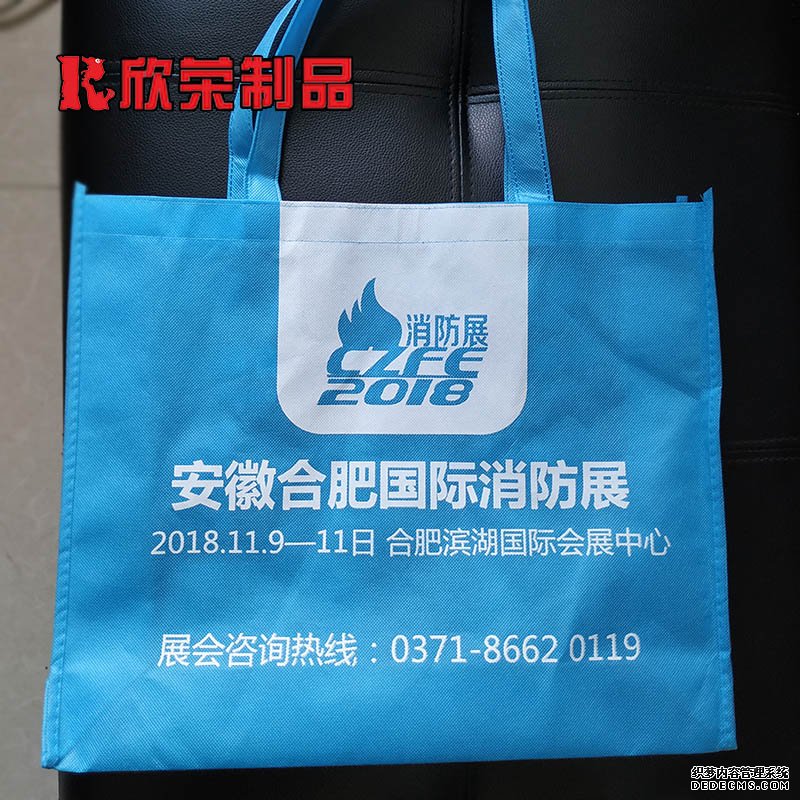 欣荣制品
消防展
CZFE
2018
安徽合肥国际消防展
2018.11.9—11日 合肥滨湖国际会展中心
展会咨询热线：0371-8662 0119
织梦内容管理系统
DEDECMS.COM